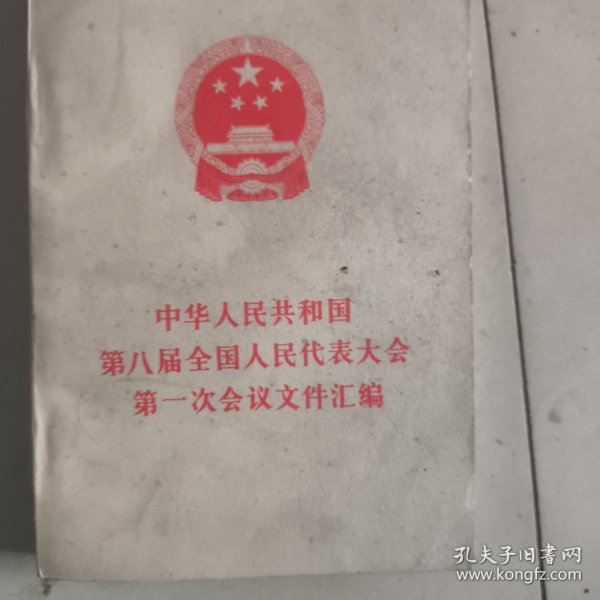 中华人民共和国
第八届全国人民代表大会
第一次会议文件汇编
孔夫子旧书网
www.kongfz.com